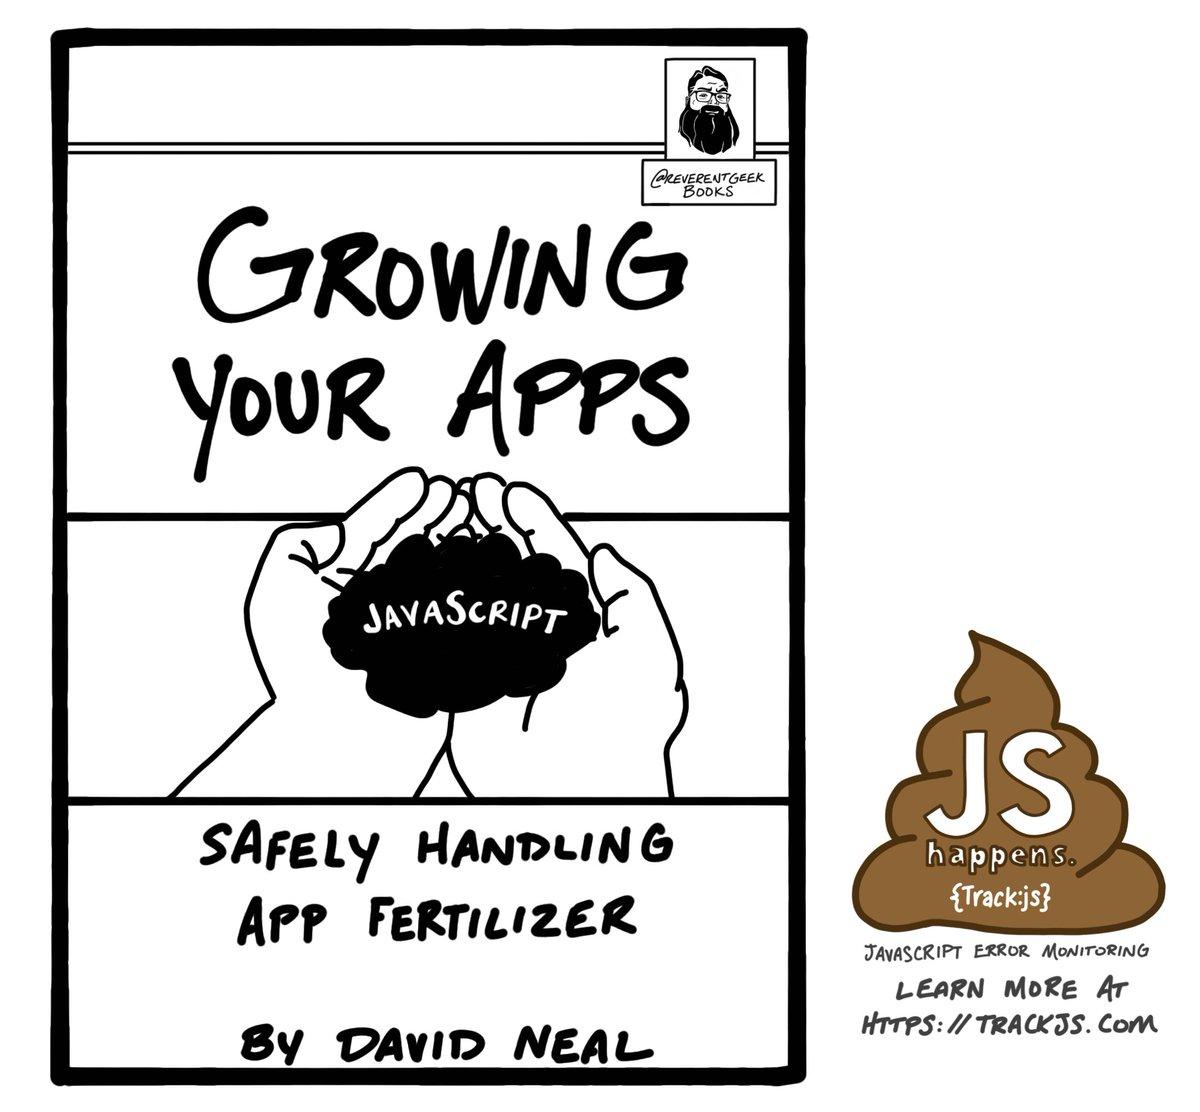 @REVERENTGEEK
BOOKS
GROWING
YOUR APPS
JAVASCRIPT
SAFELY HANDLING
APP FERTILIZER
BY DAVID NEAL
JS
happens.
{Track:js}
JAVASCRIPT ERROR MONITORING
LEARN MORE AT
HTTPS://TRACKJS.COM